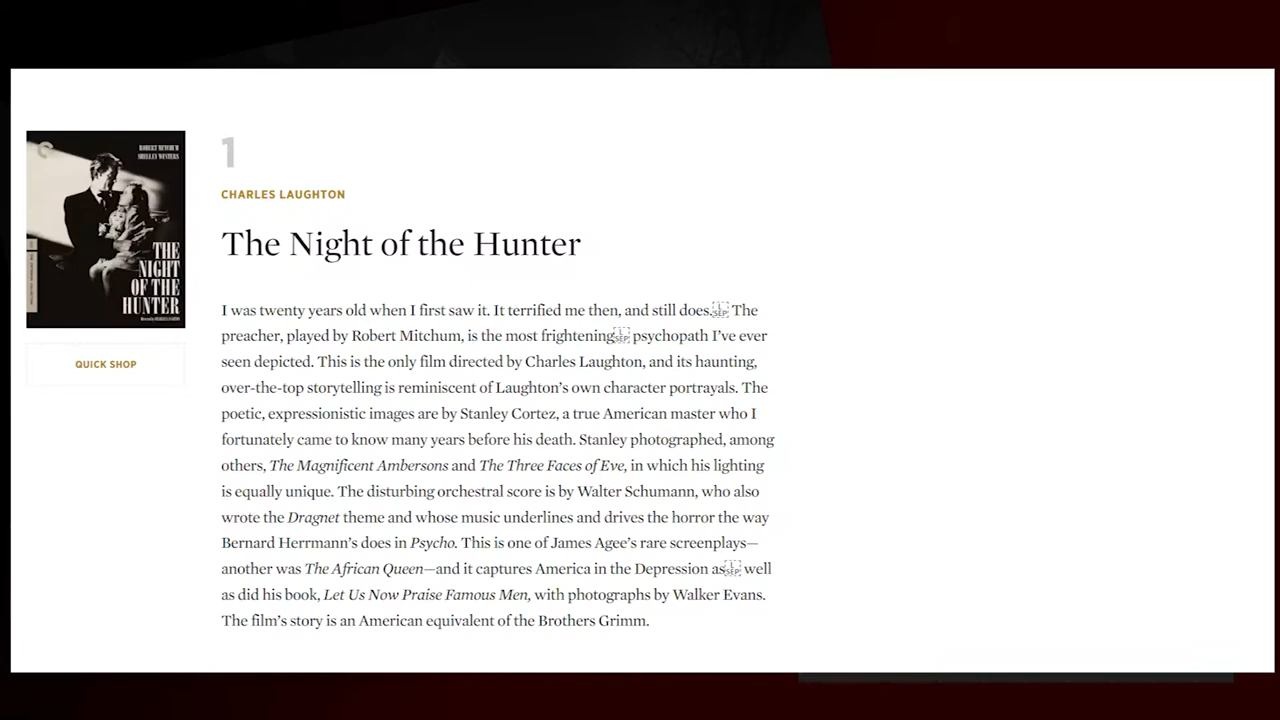 ROBERT MITCHUM
SHELLEY WINTERS
THE
NIGHT
OF THE
HUNTER
QUICK SHOP
1
CHARLES LAUGHTON
The Night of the Hunter
I was twenty years old when I first saw it. It terrified me then, and still does. The
preacher, played by Robert Mitchum, is the most frightening psychopath I’ve ever
seen depicted. This is the only film directed by Charles Laughton, and its haunting,
over-the-top storytelling is reminiscent of Laughton’s own character portrayals. The
poetic, expressionistic images are by Stanley Cortez, a true American master who I
fortunately came to know many years before his death. Stanley photographed, among
others, The Magnificent Ambersons and The Three Faces of Eve, in which his lighting
is equally unique. The disturbing orchestral score is by Walter Schumann, who also
wrote the Dragnet theme and whose music underlines and drives the horror the way
Bernard Herrmann’s does in Psycho. This is one of James Agee’s rare screenplays—
another was The African Queen—and it captures America in the Depression as well
as did his book, Let Us Now Praise Famous Men, with photographs by Walker Evans.
The film’s story is an American equivalent of the Brothers Grimm.